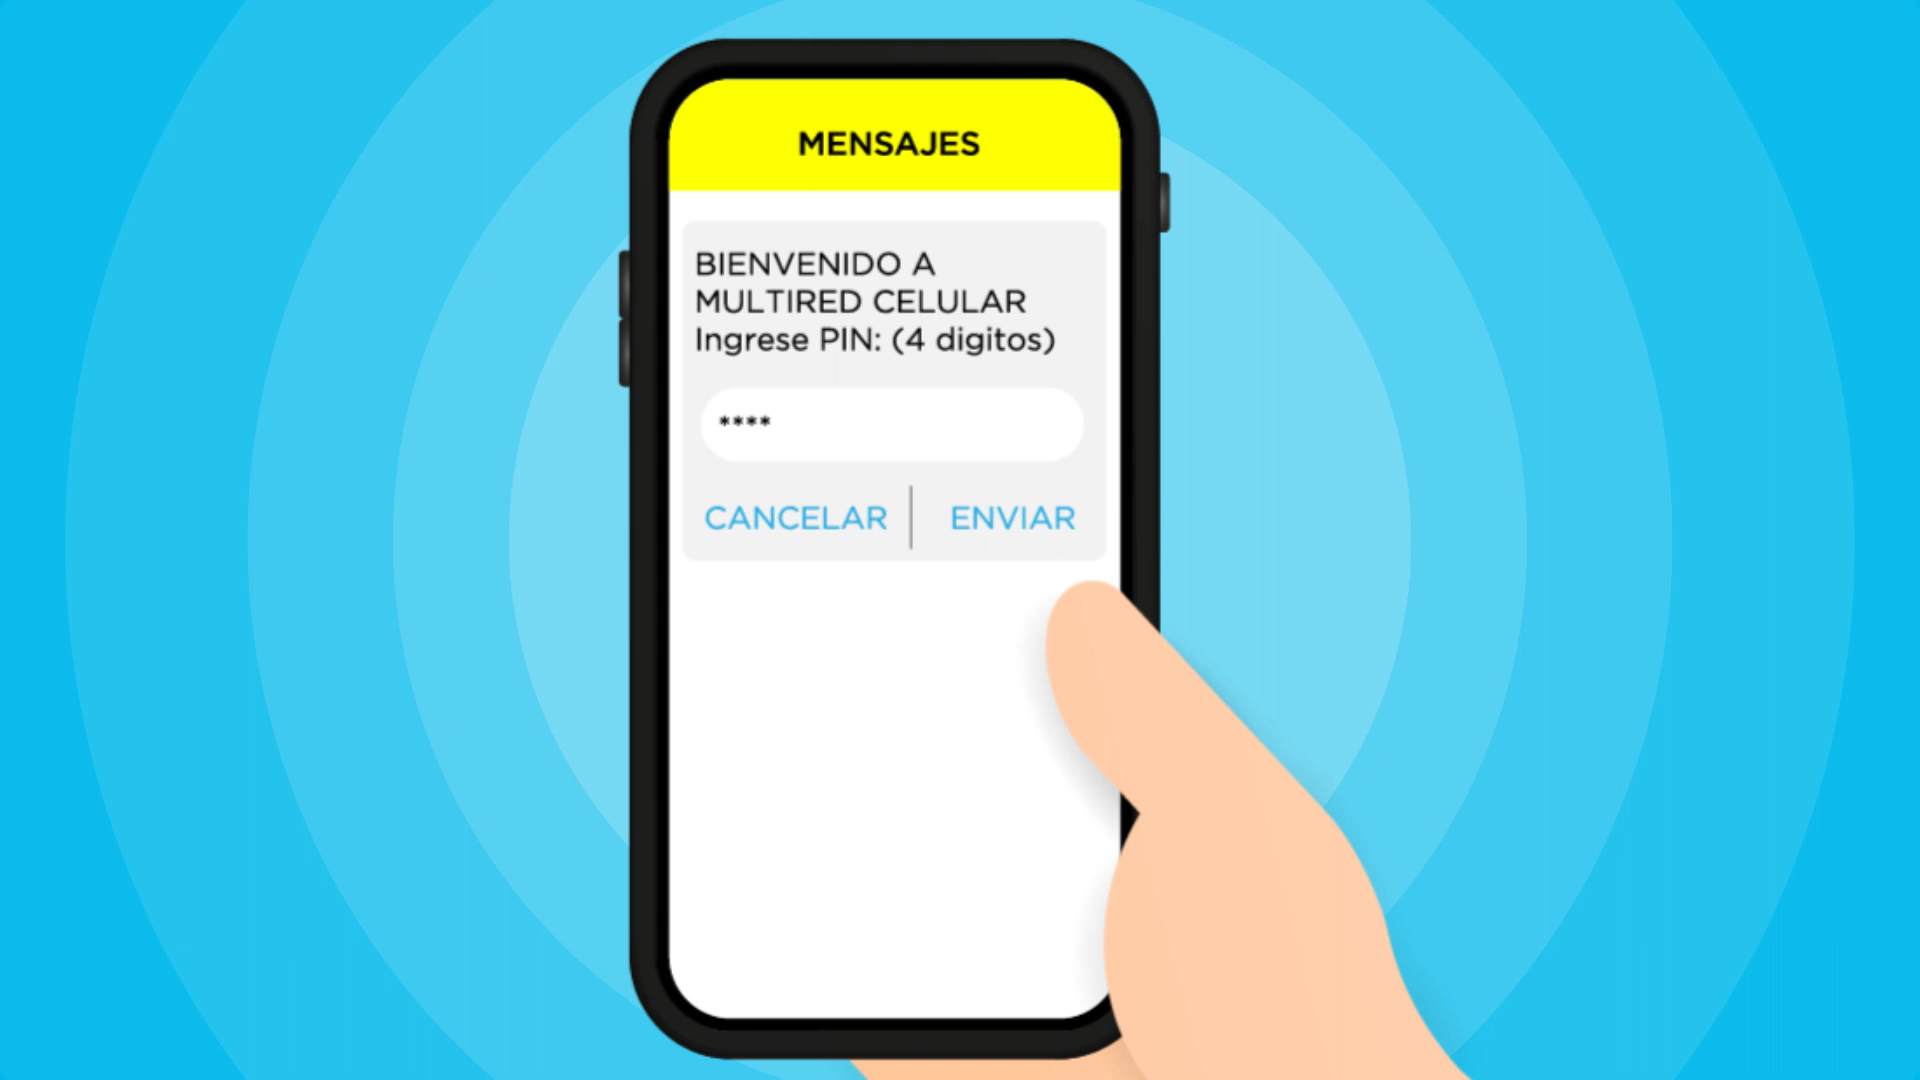 MENSAJES
BIENVENIDO A
MULTIRED CELULAR
Ingrese PIN: (4 digitos)
****
CANCELAR ENVIAR